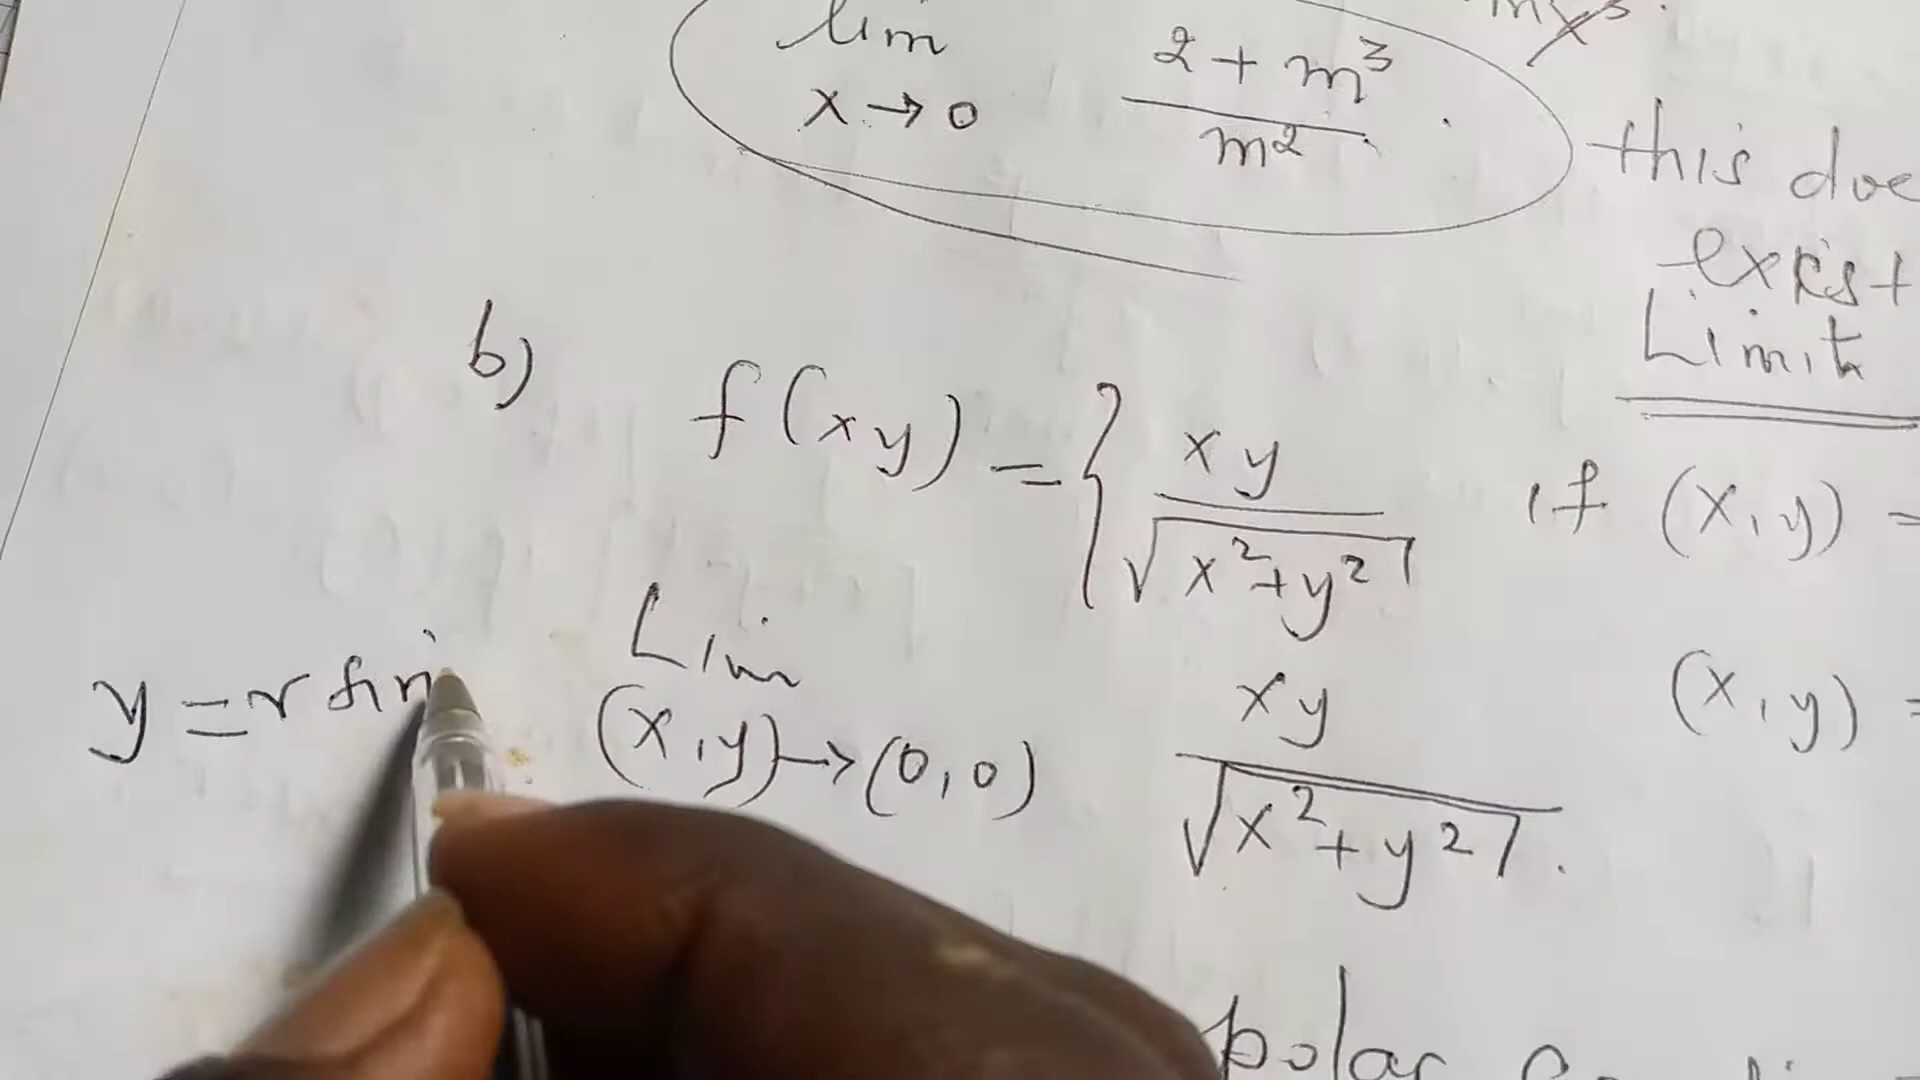 lim 2 + m³
x → 0 m²
this
exist
Limit
b) f(xy) = { xy if (x, y) =
√x² + y²
y = r sin Lim xy (x, y) =
(x, y) → (0, 0) √x² + y² .
polar